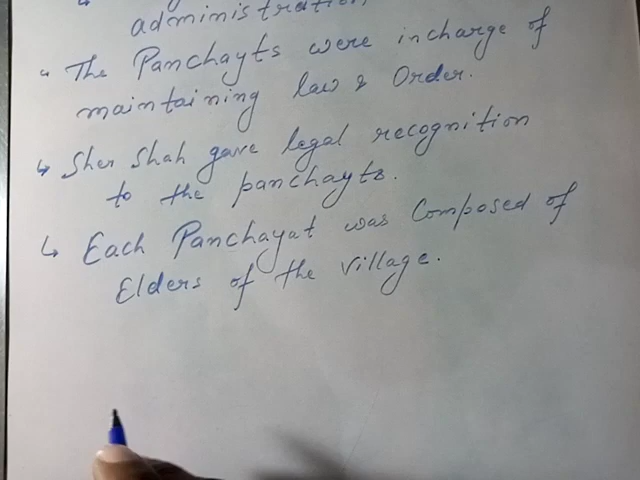 administration
The Panchayts were incharge of
maintaining law & Order.
↳ Sher Shah gave legal recognition
to the panchayts.
↳ Each Panchayat was Composed of
Elders of the village.